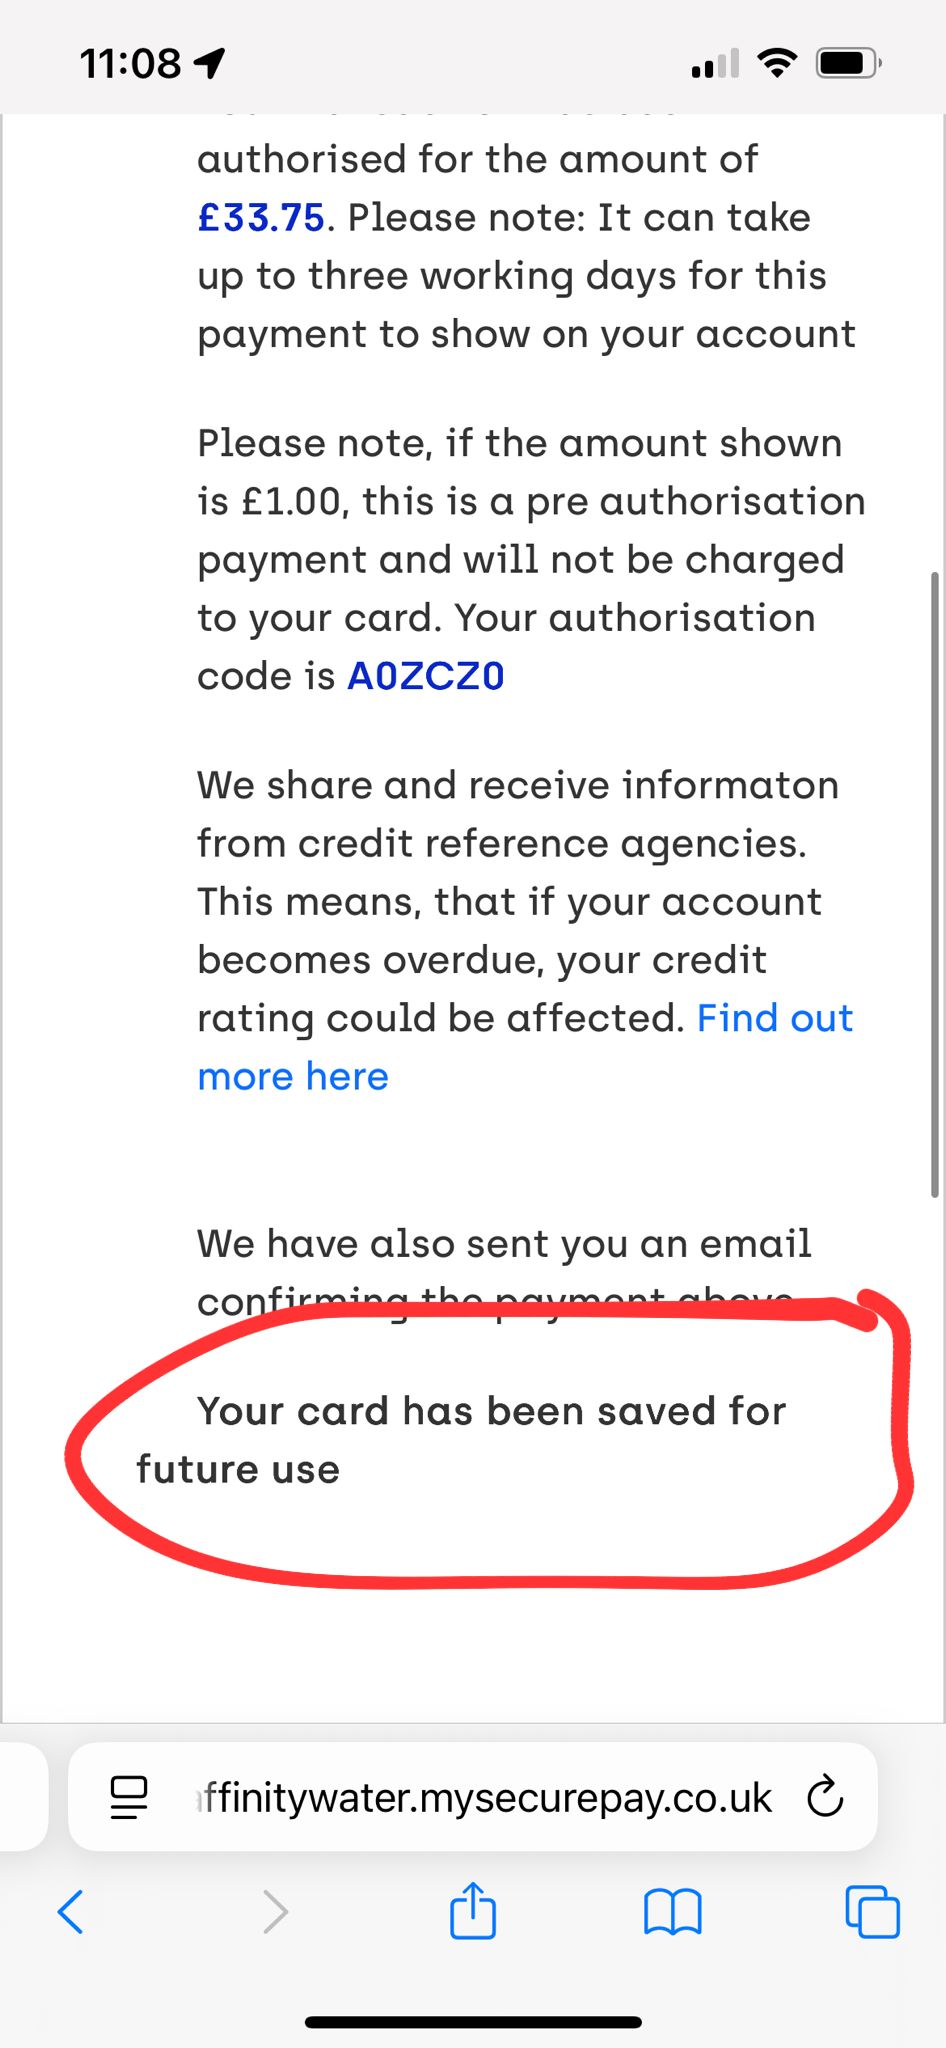 11:08
authorised for the amount of
£33.75. Please note: It can take
up to three working days for this
payment to show on your account
Please note, if the amount shown
is £1.00, this is a pre authorisation
payment and will not be charged
to your card. Your authorisation
code is A0ZCZ0
We share and receive informaton
from credit reference agencies.
This means, that if your account
becomes overdue, your credit
rating could be affected. Find out
more here
We have also sent you an email
confirming the payment above
Your card has been saved for
future use
affinitywater.mysecurepay.co.uk